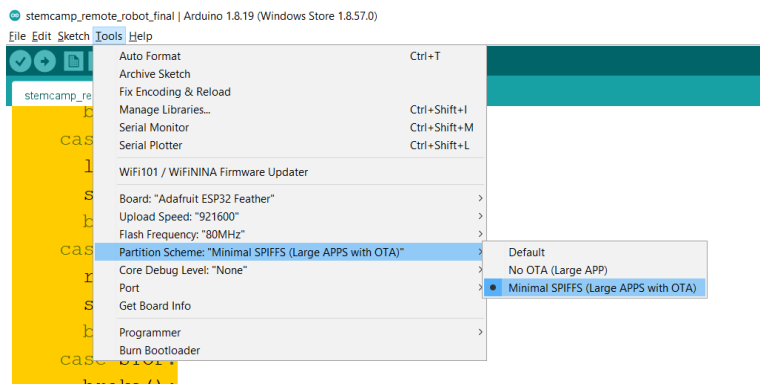 stemcamp_remote_robot_final | Arduino 1.8.19 (Windows Store 1.8.57.0)
File Edit Sketch Tools Help
Auto Format Ctrl+T
Archive Sketch
Fix Encoding & Reload
Manage Libraries... Ctrl+Shift+I
Serial Monitor Ctrl+Shift+M
Serial Plotter Ctrl+Shift+L
WiFi101 / WiFiNINA Firmware Updater
Board: "Adafruit ESP32 Feather"
Upload Speed: "921600"
Flash Frequency: "80MHz"
Partition Scheme: "Minimal SPIFFS (Large APPS with OTA)"
Core Debug Level: "None"
Port
Get Board Info
Programmer
Burn Bootloader
Default
No OTA (Large APP)
Minimal SPIFFS (Large APPS with OTA)
stemcamp_re
b
cas
l
s
b
cas
r
s
b
case